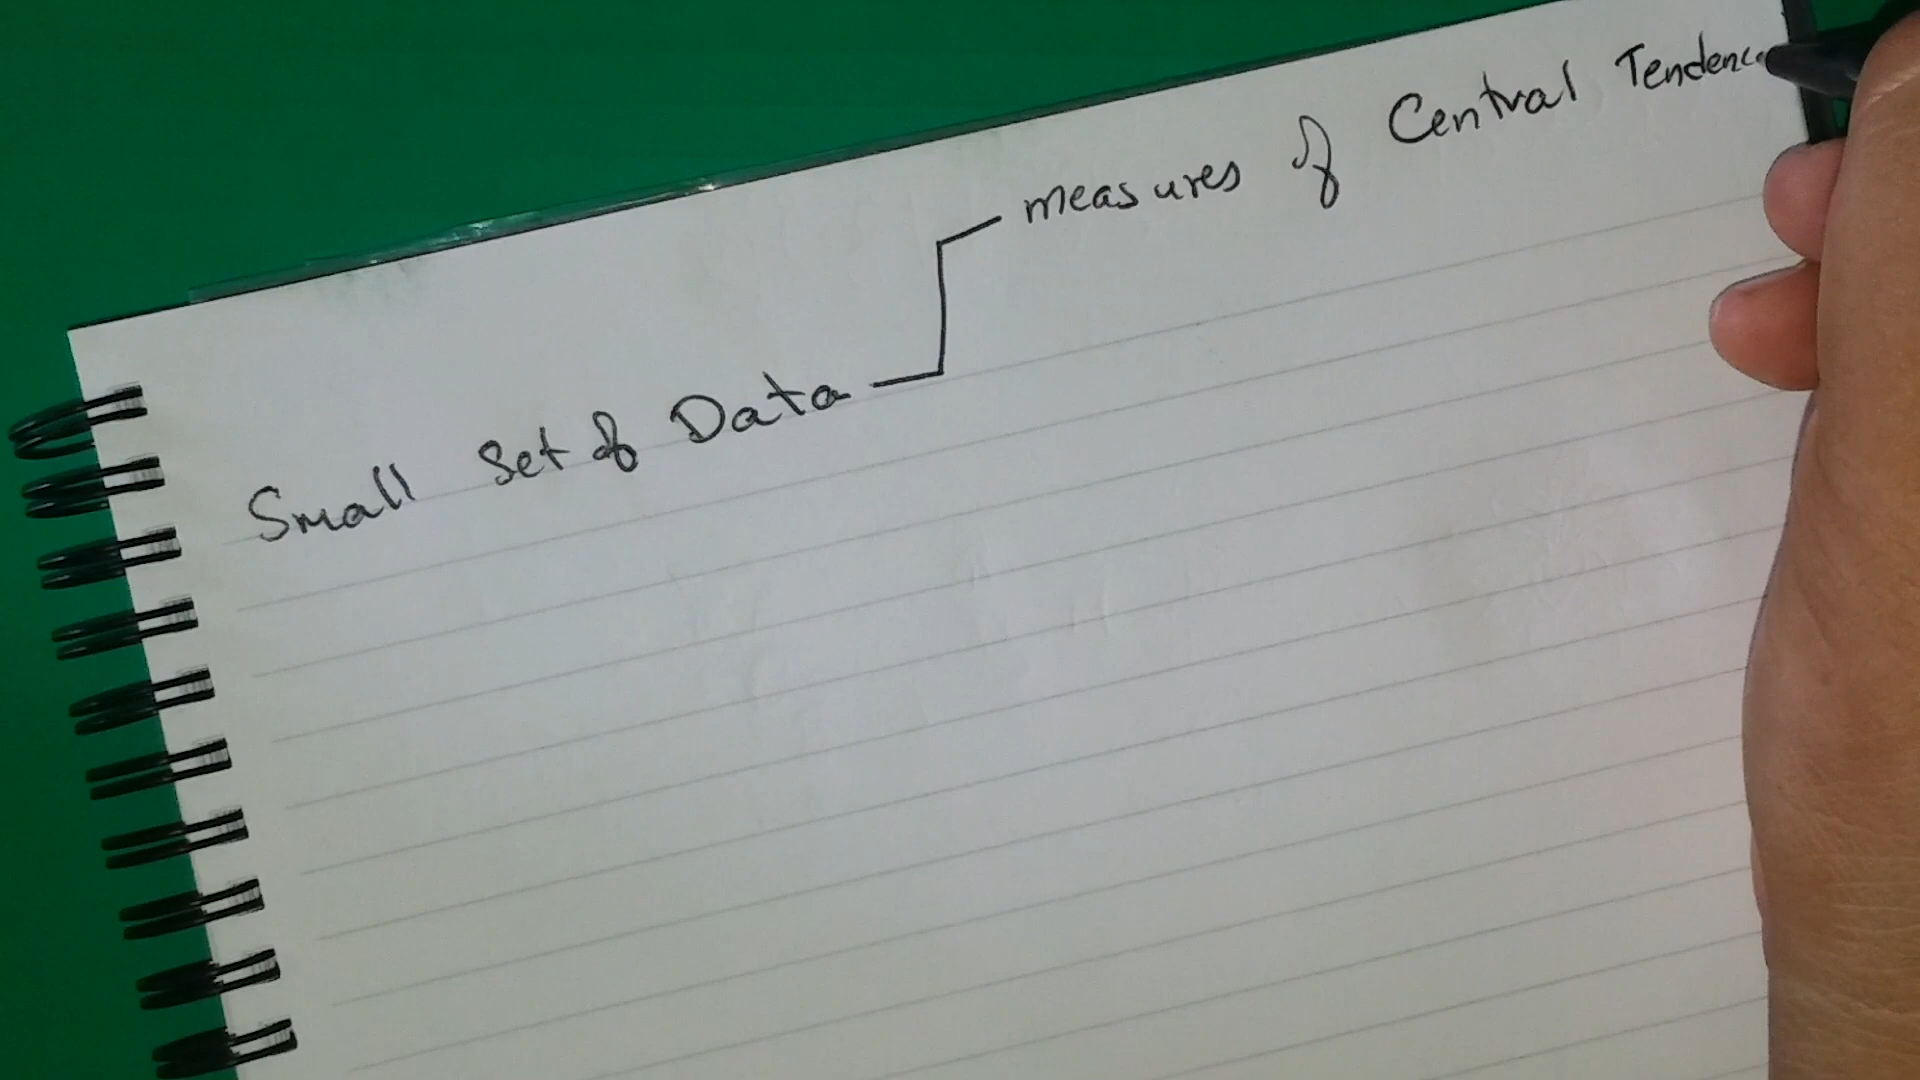 measures of Central Tendenc
Small Set of Data